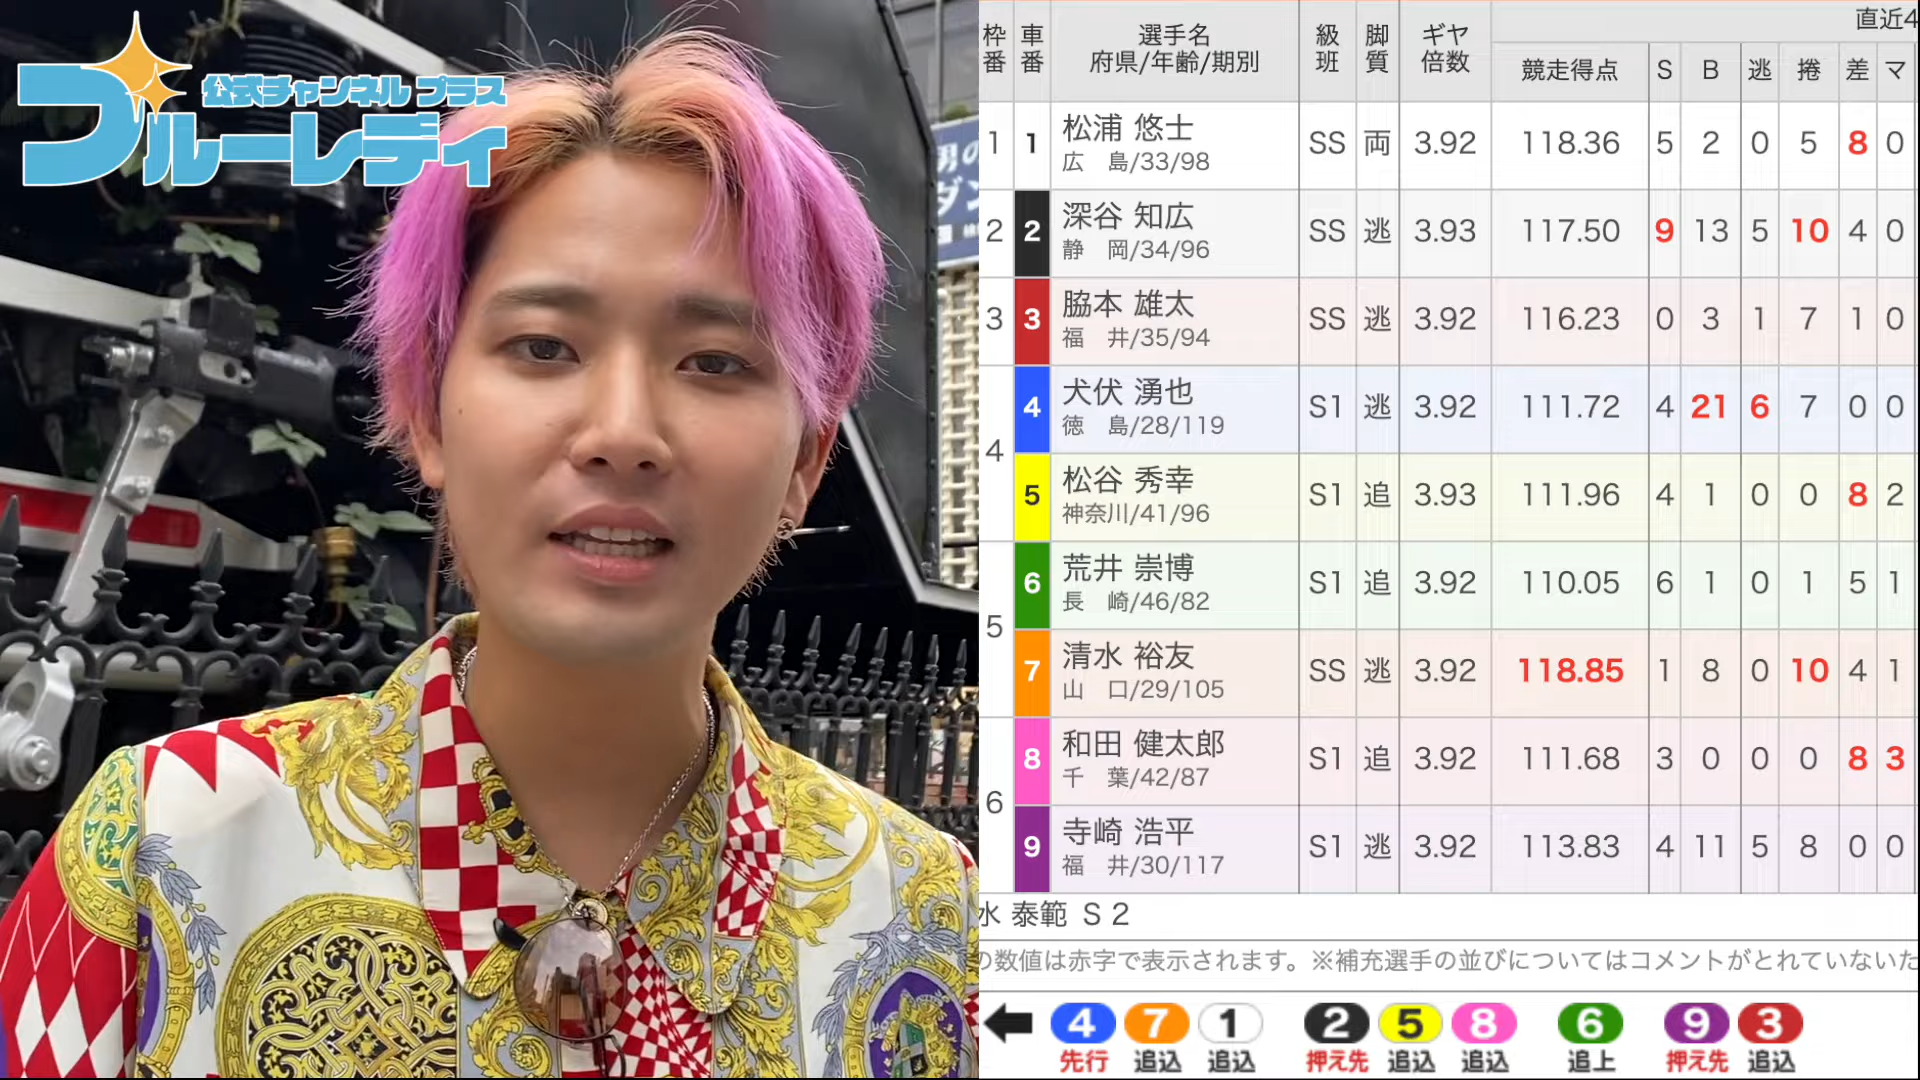 公式チャンネル プラス
ブルーレディ
男の
ダン
枠番 車番 選手名 府県/年齢/期別 級班 脚質 ギヤ倍数 直近4
競走得点 S B 逃 捲 差 マ
1 1 松浦 悠士 SS 両 3.92 118.36 5 2 0 5 8 0
広 島/33/98
2 2 深谷 知広 SS 逃 3.93 117.50 9 13 5 10 4 0
静 岡/34/96
3 3 脇本 雄太 SS 逃 3.92 116.23 0 3 1 7 1 0
福 井/35/94
4 4 犬伏 湧也 S1 逃 3.92 111.72 4 21 6 7 0 0
徳 島/28/119
5 松谷 秀幸 S1 追 3.93 111.96 4 1 0 0 8 2
神奈川/41/96
5 6 荒井 崇博 S1 追 3.92 110.05 6 1 0 1 5 1
長 崎/46/82
7 清水 裕友 SS 逃 3.92 118.85 1 8 0 10 4 1
山 口/29/105
6 8 和田 健太郎 S1 追 3.92 111.68 3 0 0 0 8 3
千 葉/42/87
9 寺崎 浩平 S1 逃 3.92 113.83 4 11 5 8 0 0
福 井/30/117
水 泰範 S2
の数値は赤字で表示されます。※補充選手の並びについてはコメントがとれていないた
4 7 1 2 5 8 6 9 3
先行 追込 追込 押え先 追込 追込 追上 押え先 追込